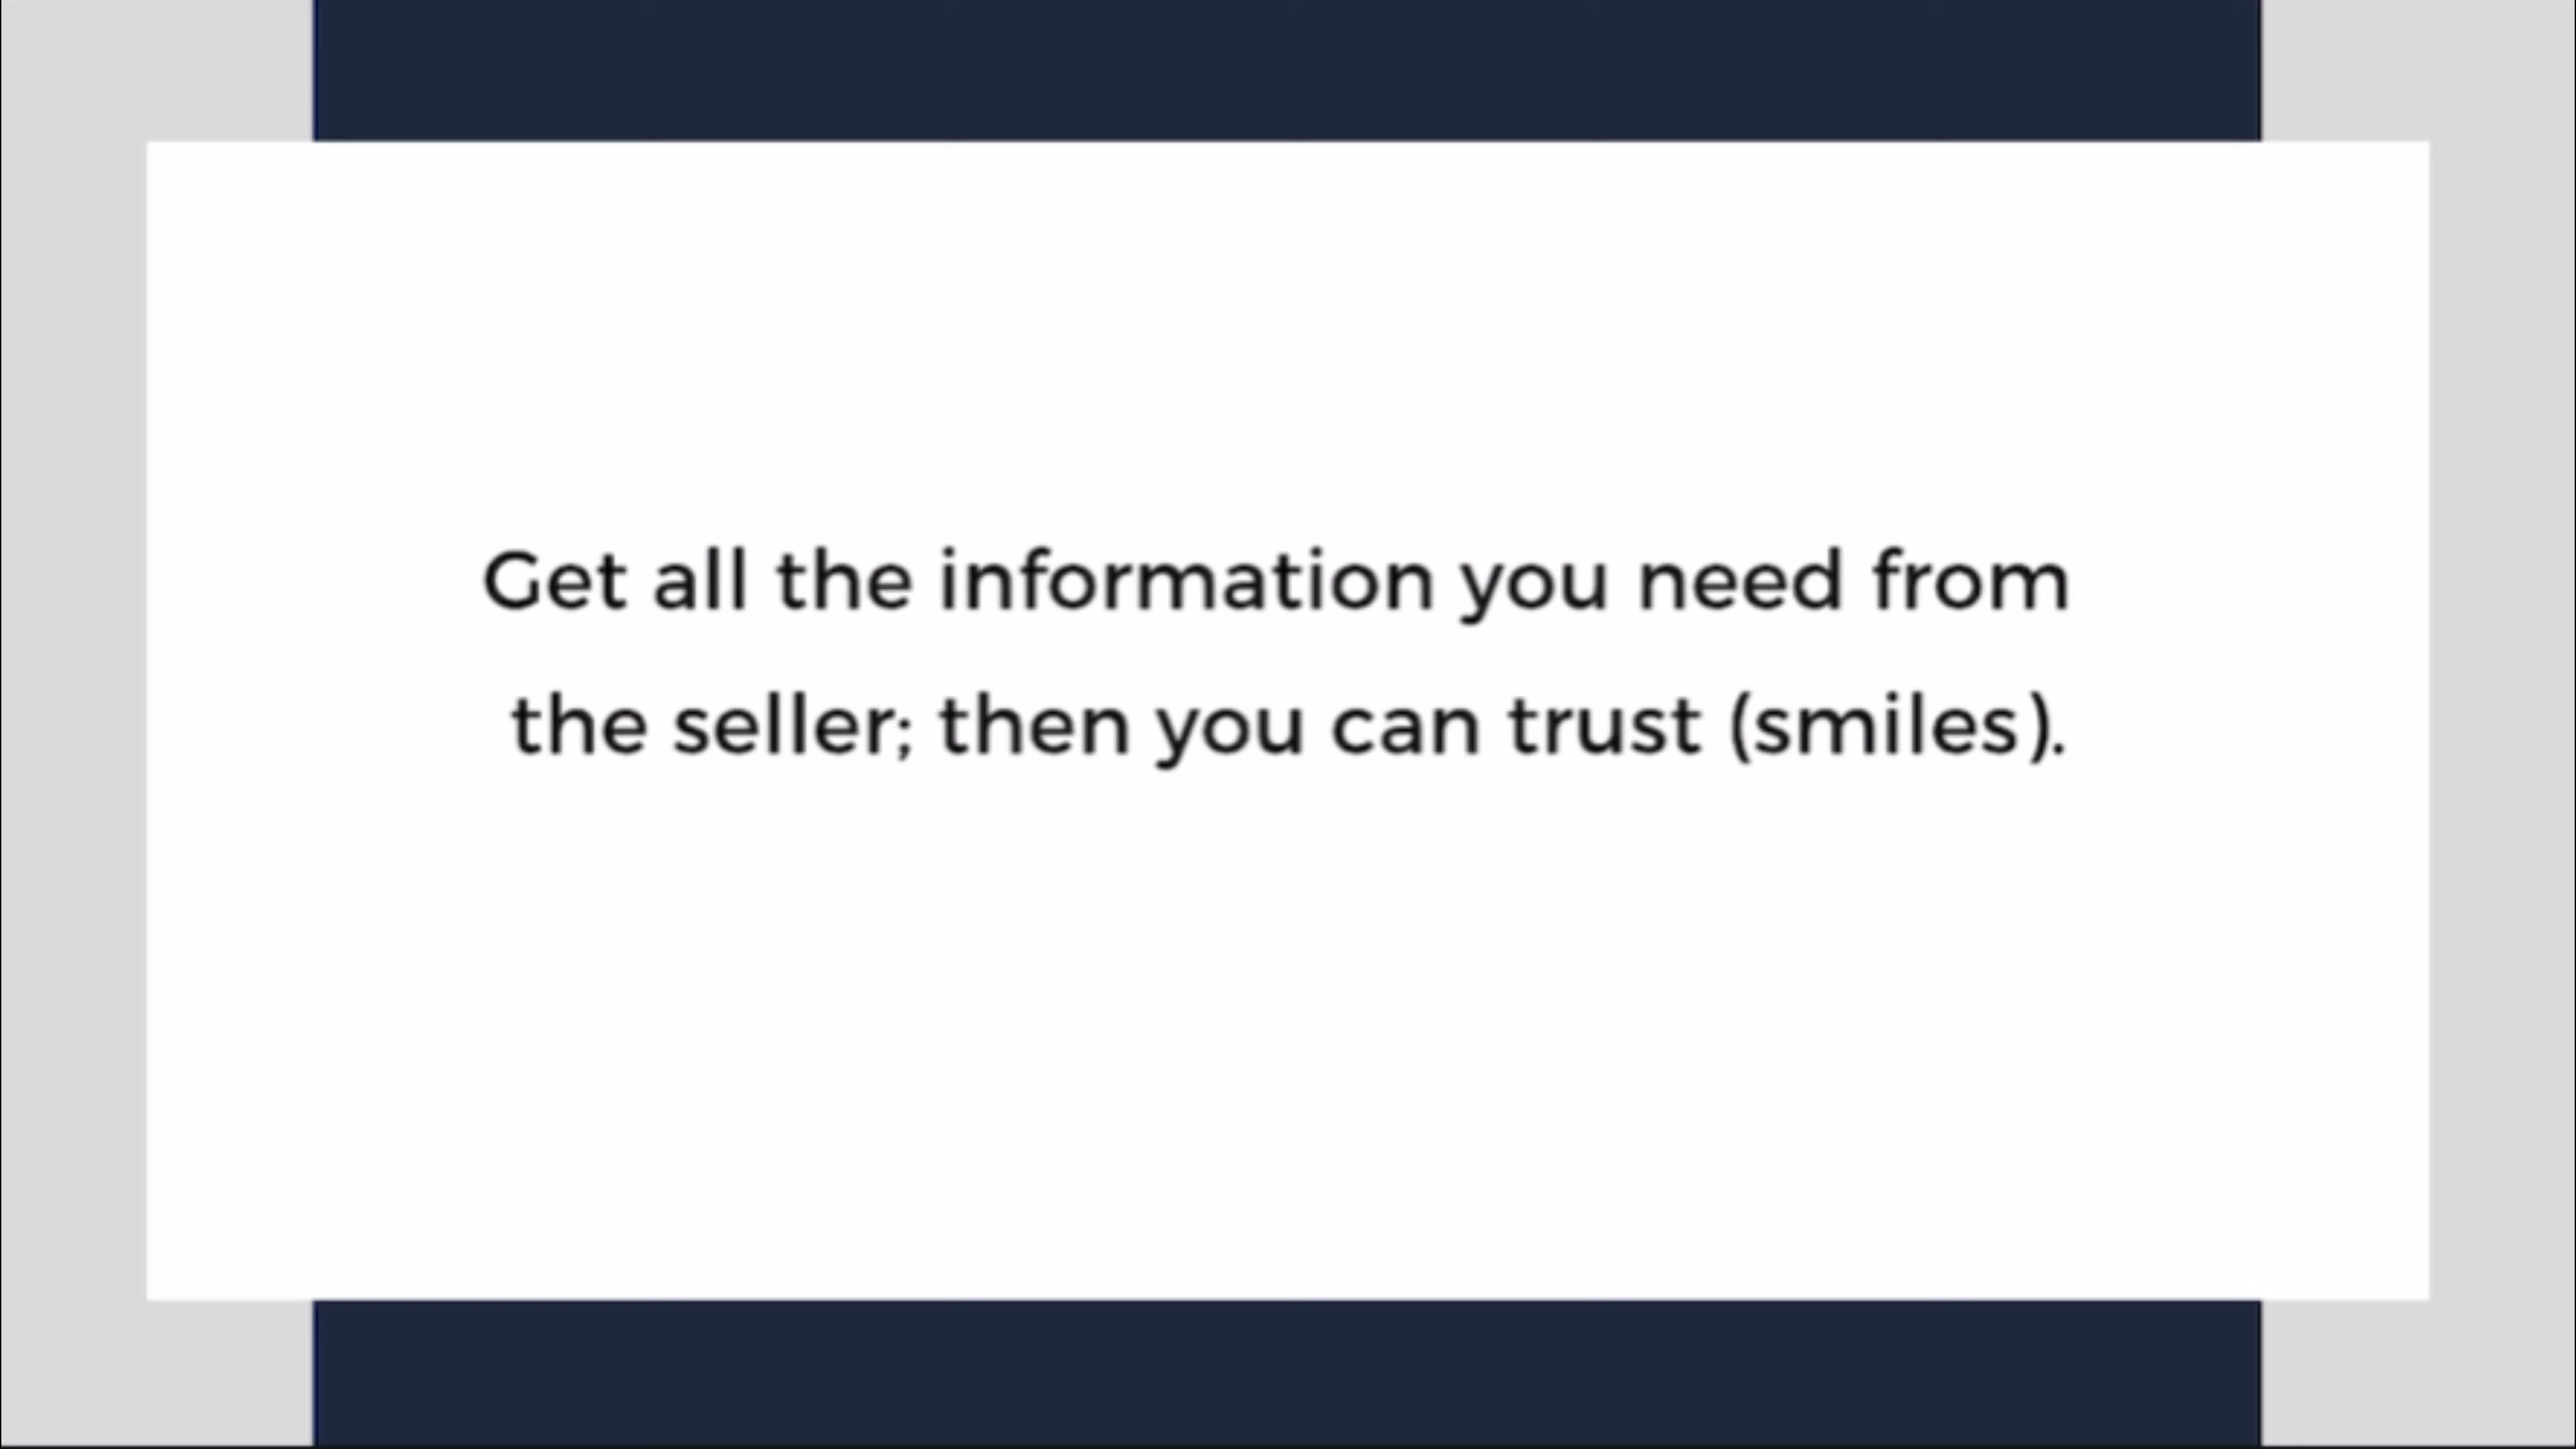 Get all the information you need from
the seller; then you can trust (smiles).